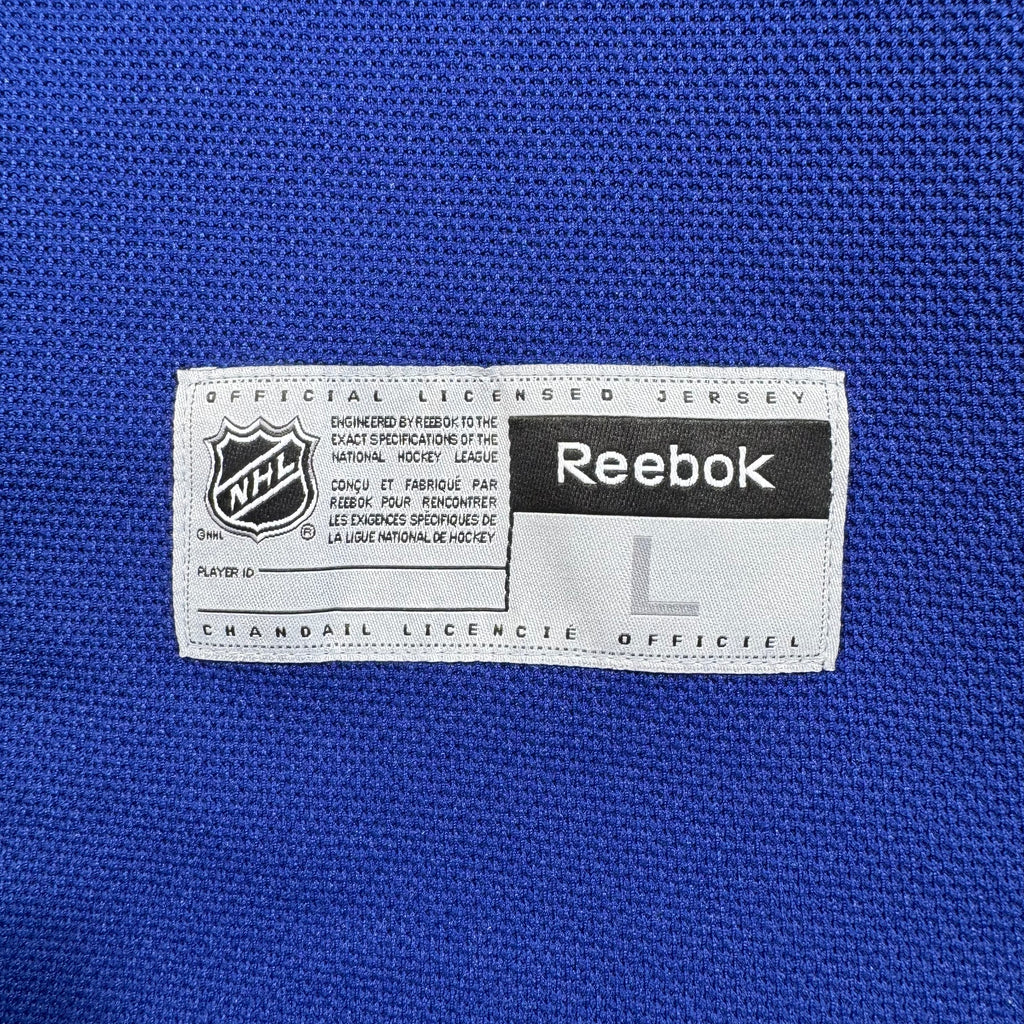 OFFICIAL LICENSED JERSEY
NHL
©NHL ®
ENGINEERED BY REEBOK TO THE
EXACT SPECIFICATIONS OF THE
NATIONAL HOCKEY LEAGUE
CONÇU ET FABRIQUÉ PAR
REEBOK POUR RENCONTRER
LES EXIGENCES SPÉCIFIQUES DE
LA LIGUE NATIONAL DE HOCKEY
PLAYER ID
Reebok
L
CHANDAIL LICENCIÉ OFFICIEL